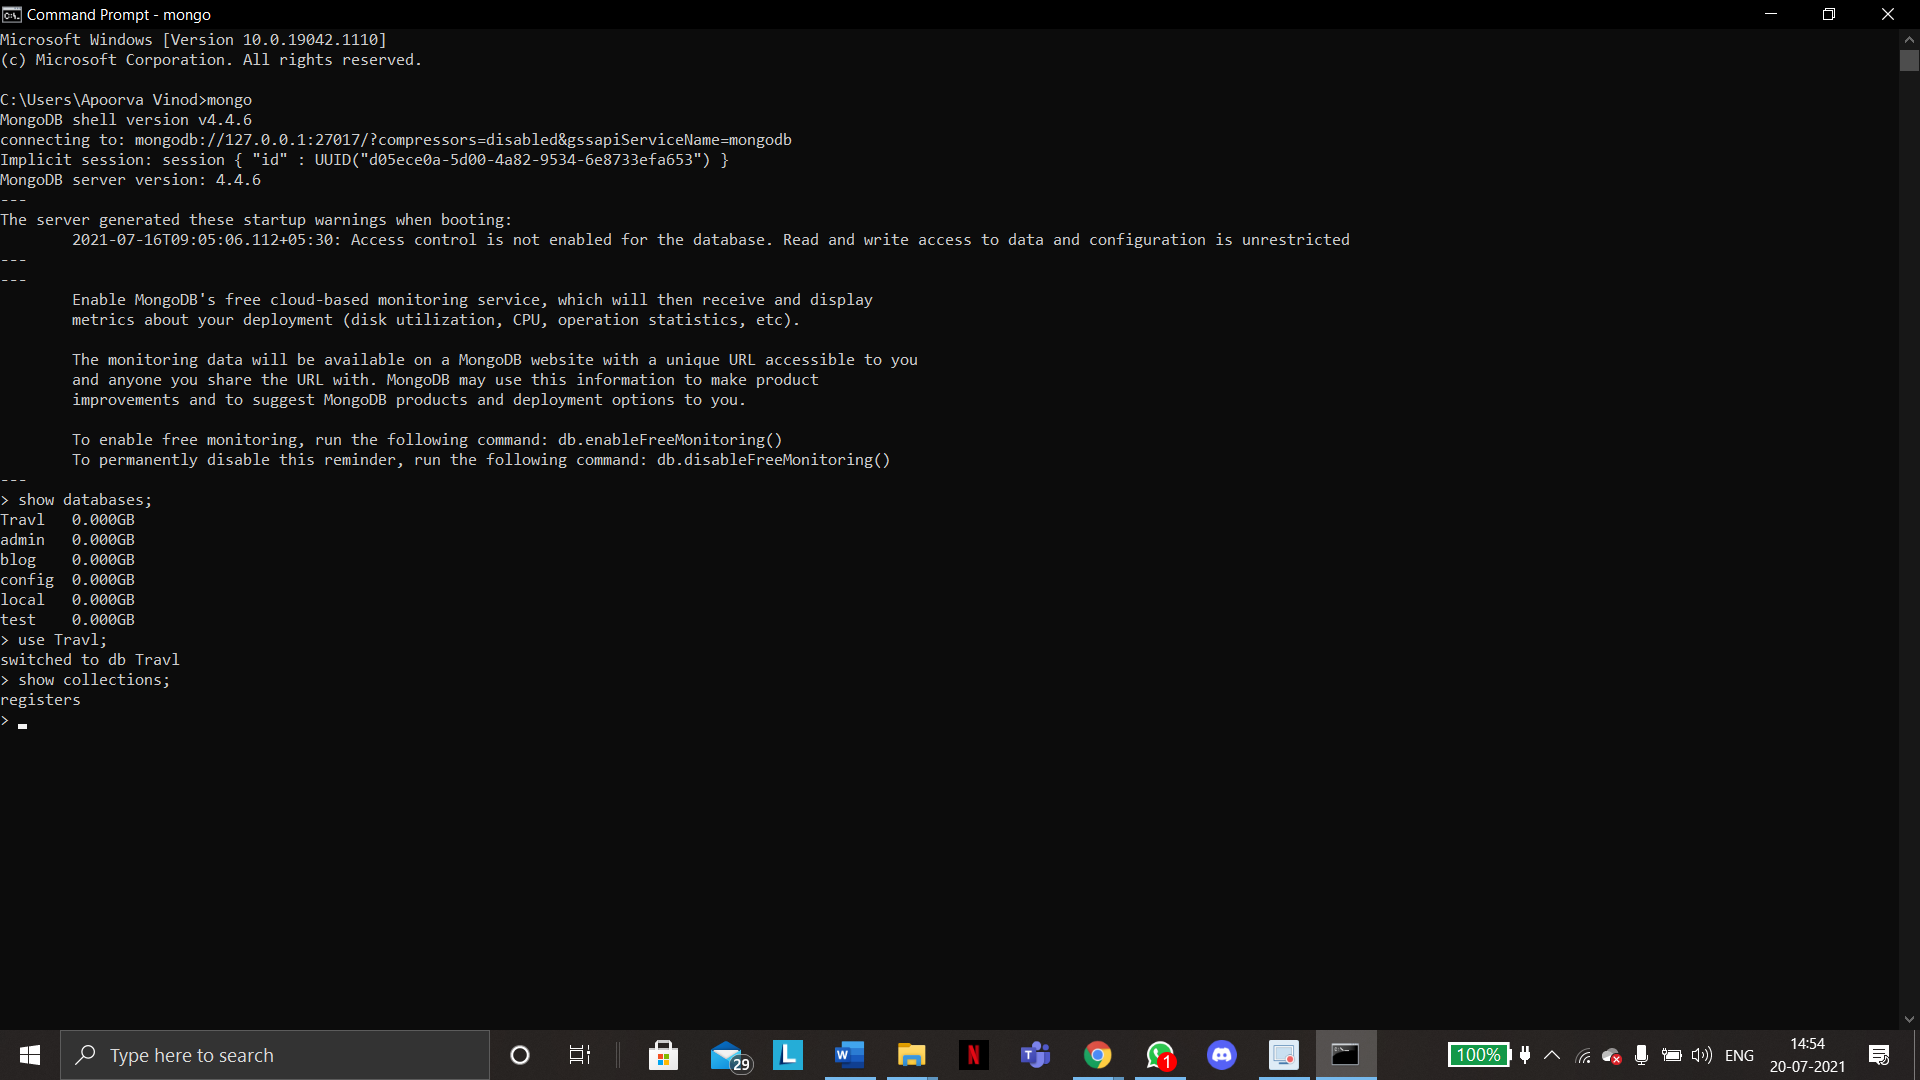 Command Prompt - mongo
Microsoft Windows [Version 10.0.19042.1110]
(c) Microsoft Corporation. All rights reserved.
C:\Users\Apoorva Vinod>mongo
MongoDB shell version v4.4.6
connecting to: mongodb://127.0.0.1:27017/?compressors=disabled&gssapiServiceName=mongodb
Implicit session: session { "id" : UUID("d05ece0a-5d00-4a82-9534-6e8733efa653") }
MongoDB server version: 4.4.6
---
The server generated these startup warnings when booting:
2021-07-16T09:05:06.112+05:30: Access control is not enabled for the database. Read and write access to data and configuration is unrestricted
---
---
Enable MongoDB's free cloud-based monitoring service, which will then receive and display
metrics about your deployment (disk utilization, CPU, operation statistics, etc).
The monitoring data will be available on a MongoDB website with a unique URL accessible to you
and anyone you share the URL with. MongoDB may use this information to make product
improvements and to suggest MongoDB products and deployment options to you.
To enable free monitoring, run the following command: db.enableFreeMonitoring()
To permanently disable this reminder, run the following command: db.disableFreeMonitoring()
---
> show databases;
Travl   0.000GB
admin   0.000GB
blog    0.000GB
config  0.000GB
local   0.000GB
test    0.000GB
> use Travl;
switched to db Travl
> show collections;
registers
>
Type here to search
29
L
W
N
T
1
100%
ENG
14:54
20-07-2021